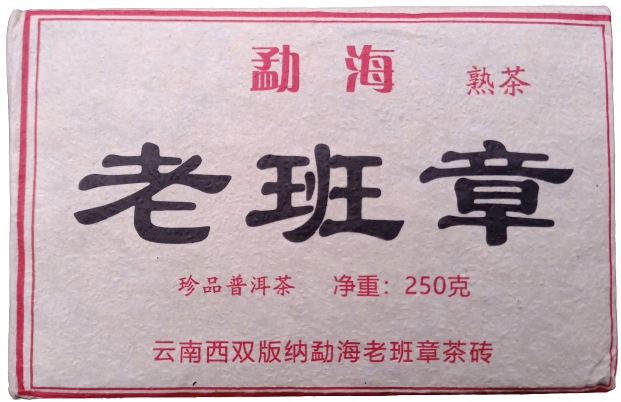 勐海 熟茶
老班章
珍品普洱茶 净重：250克
云南西双版纳勐海老班章茶砖